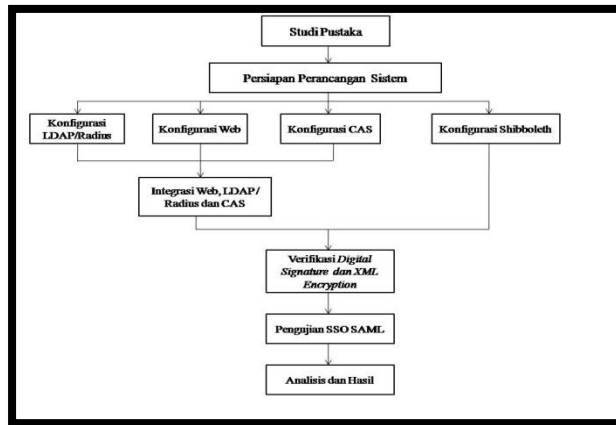 Studi Pustaka
Persiapan Perancangan Sistem
Konfigurasi
LDAP/Radius
Konfigurasi Web
Konfigurasi CAS
Konfigurasi Shibboleth
Integrasi Web, LDAP /
Radius dan CAS
Verifikasi Digital
Signature dan XML
Encryption
Pengujian SSO SAML
Analisis dan Hasil